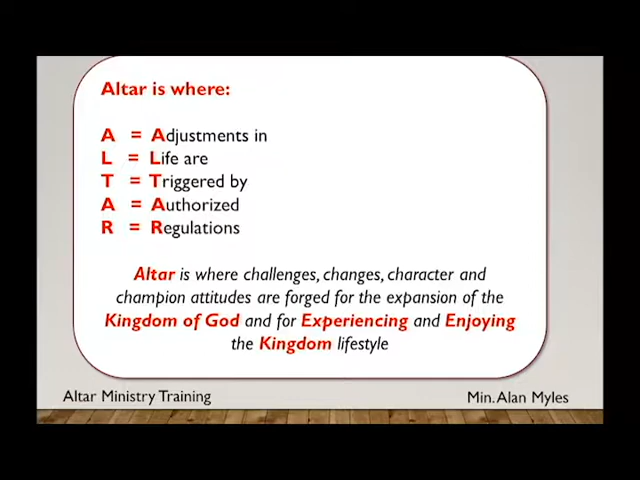 Altar is where:
A = Adjustments in
L = Life are
T = Triggered by
A = Authorized
R = Regulations
Altar is where challenges, changes, character and
champion attitudes are forged for the expansion of the
Kingdom of God and for Experiencing and Enjoying
the Kingdom lifestyle
Altar Ministry Training
Min. Alan Myles